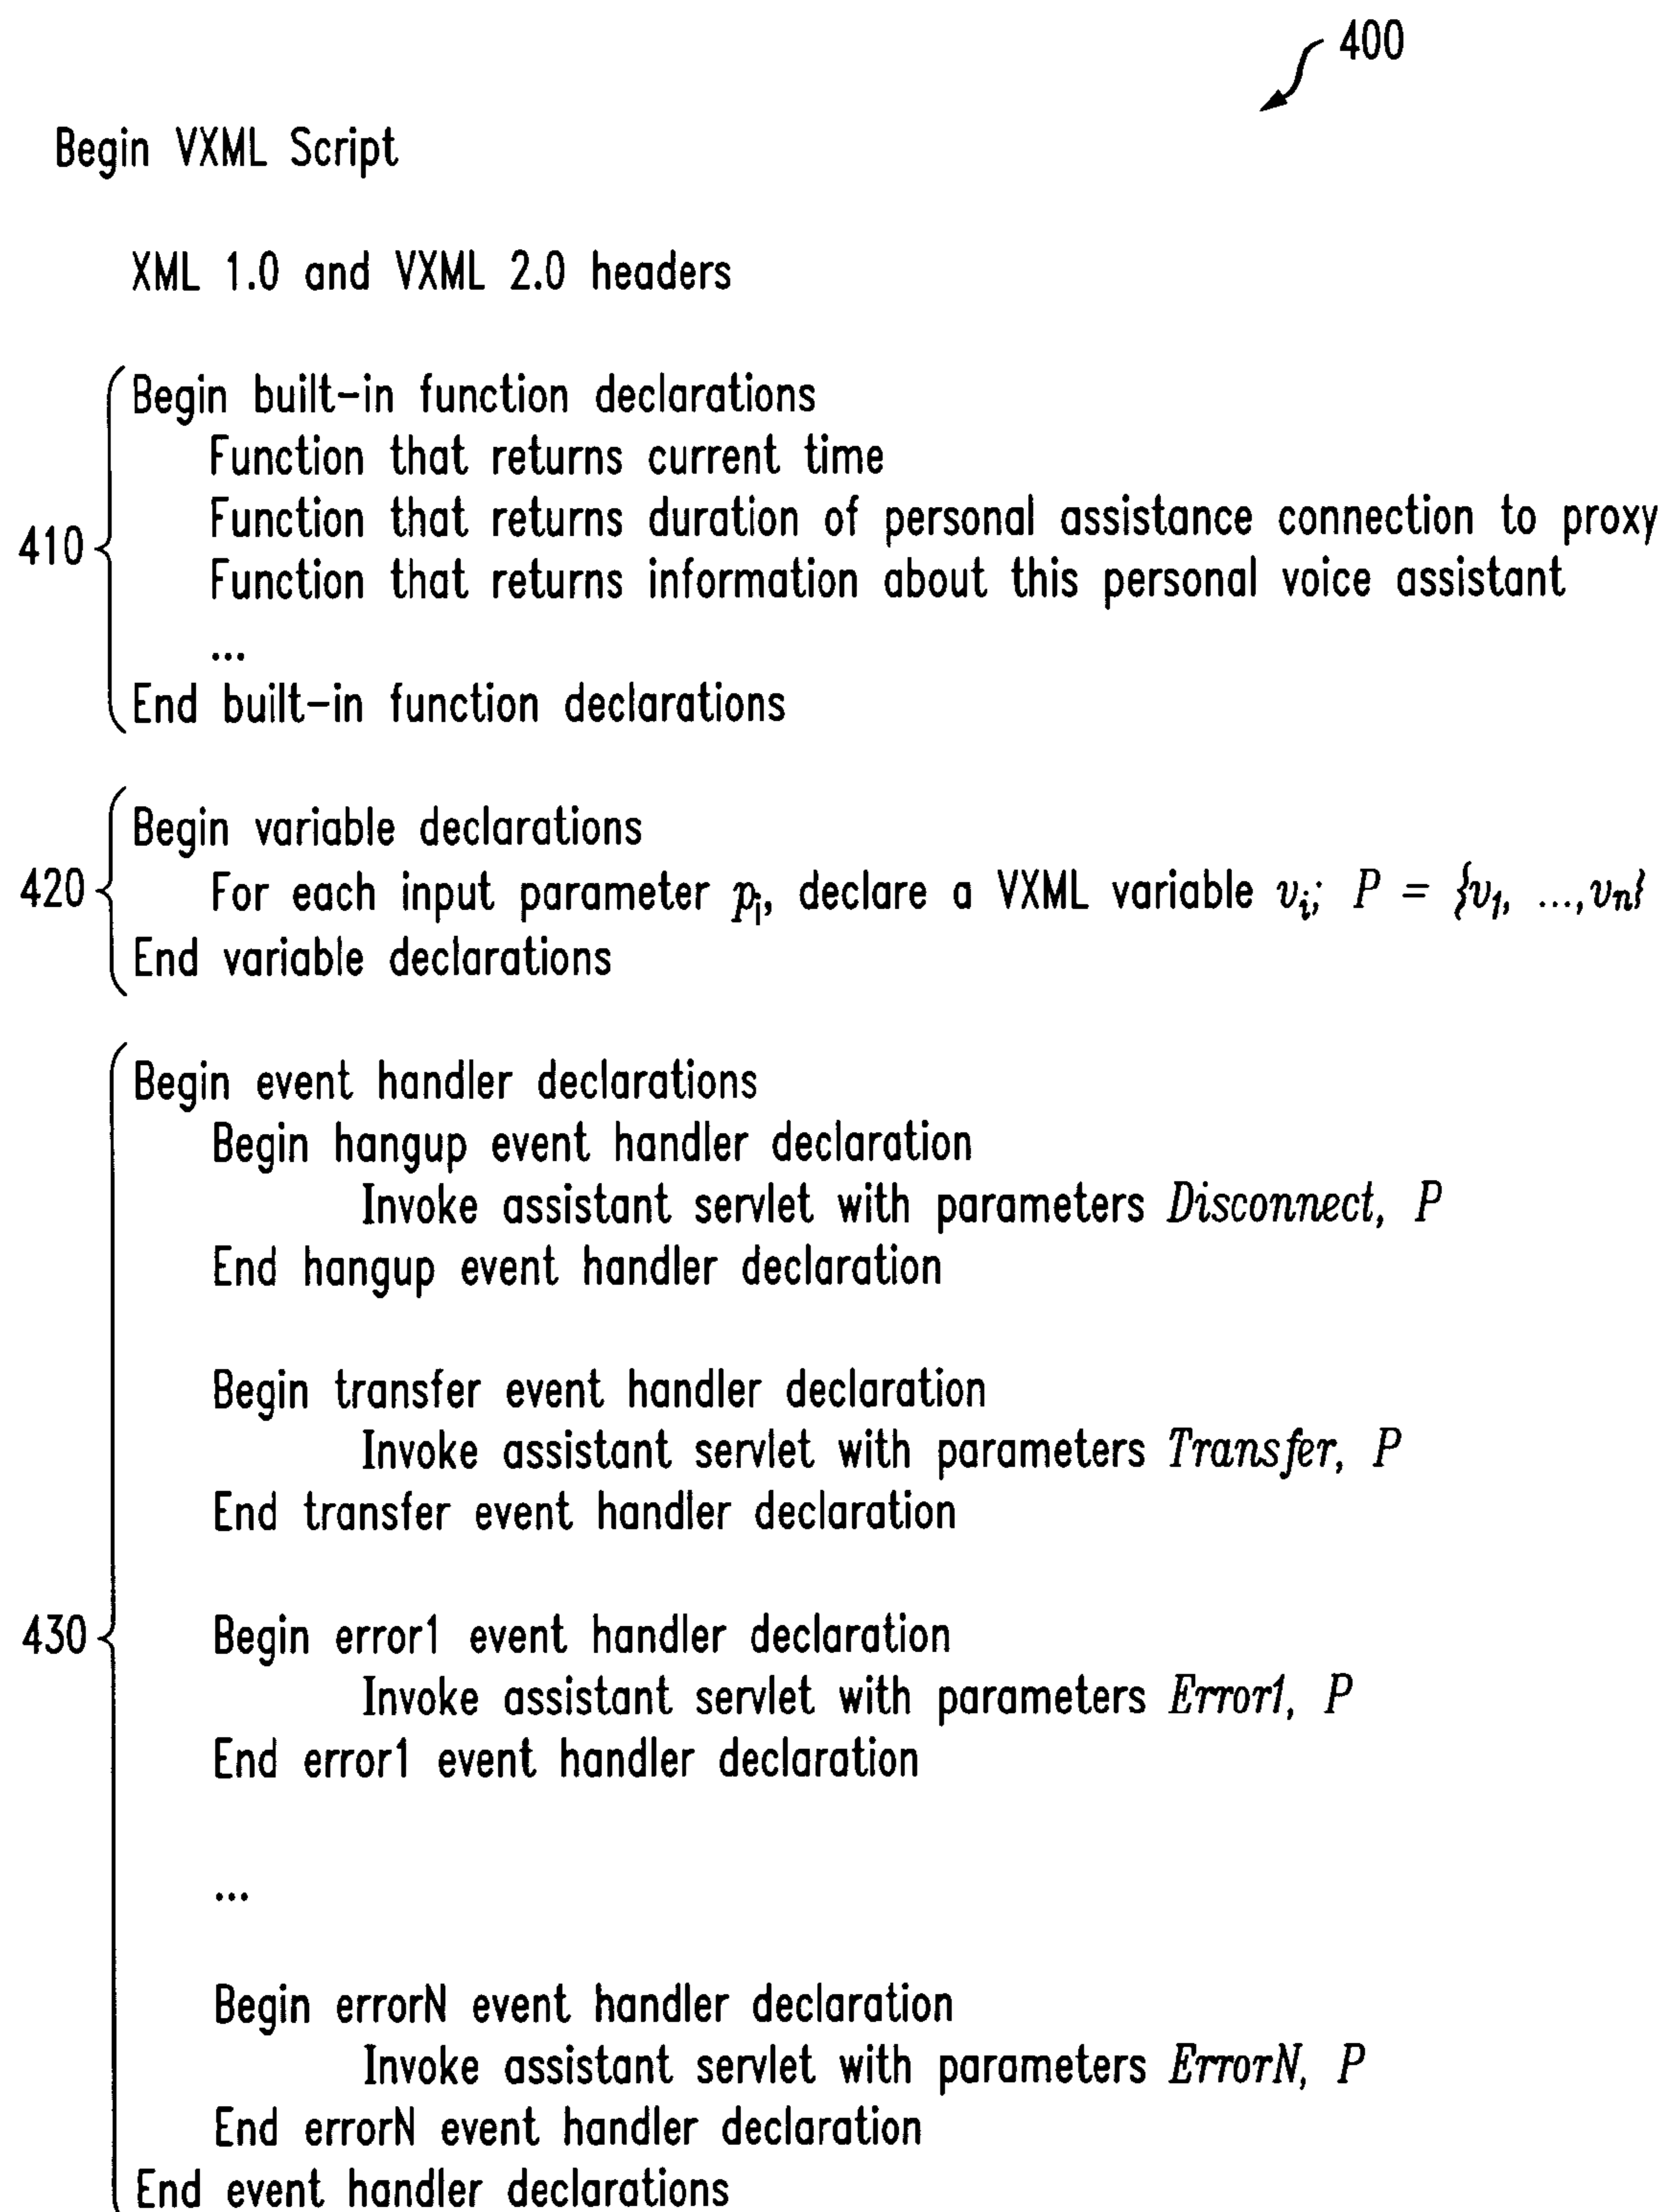 400
Begin VXML Script
XML 1.0 and VXML 2.0 headers
Begin built-in function declarations
Function that returns current time
Function that returns duration of personal assistance connection to proxy
410
Function that returns information about this personal voice assistant
...
End built-in function declarations
Begin variable declarations
420
For each input parameter pi, declare a VXML variable vi; P = {v1, ...,vn}
End variable declarations
Begin event handler declarations
Begin hangup event handler declaration
Invoke assistant servlet with parameters Disconnect, P
End hangup event handler declaration
Begin transfer event handler declaration
Invoke assistant servlet with parameters Transfer, P
End transfer event handler declaration
430
Begin error1 event handler declaration
Invoke assistant servlet with parameters Error1, P
End error1 event handler declaration
...
Begin errorN event handler declaration
Invoke assistant servlet with parameters ErrorN, P
End errorN event handler declaration
End event handler declarations